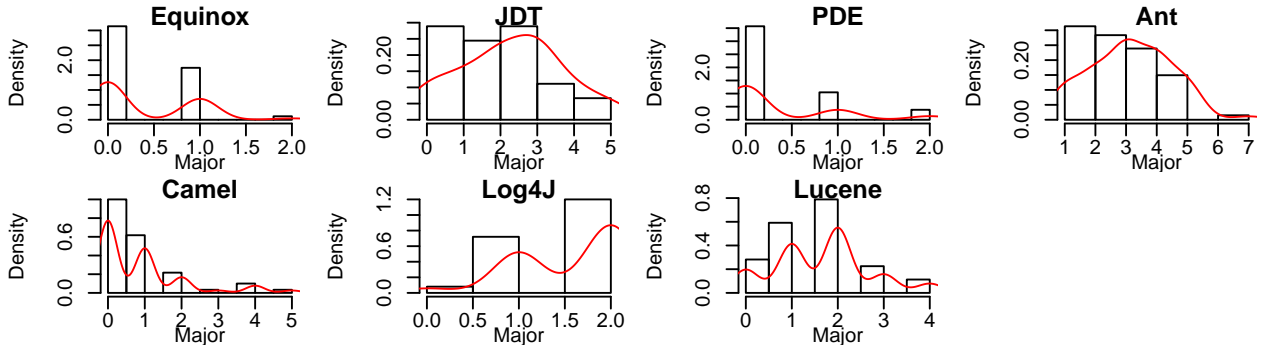 Equinox
Density
0.0 2.0
0.0 0.5 1.0 1.5 2.0
Major
JDT
Density
0.00 0.20
0 1 2 3 4 5
Major
PDE
Density
0.0 2.0
0.0 0.5 1.0 1.5 2.0
Major
Ant
Density
0.00 0.20
1 2 3 4 5 6 7
Major
Camel
Density
0.0 0.6
0 1 2 3 4 5
Major
Log4J
Density
0.0 0.6 1.2
0.0 0.5 1.0 1.5 2.0
Major
Lucene
Density
0.0 0.4 0.8
0 1 2 3 4
Major